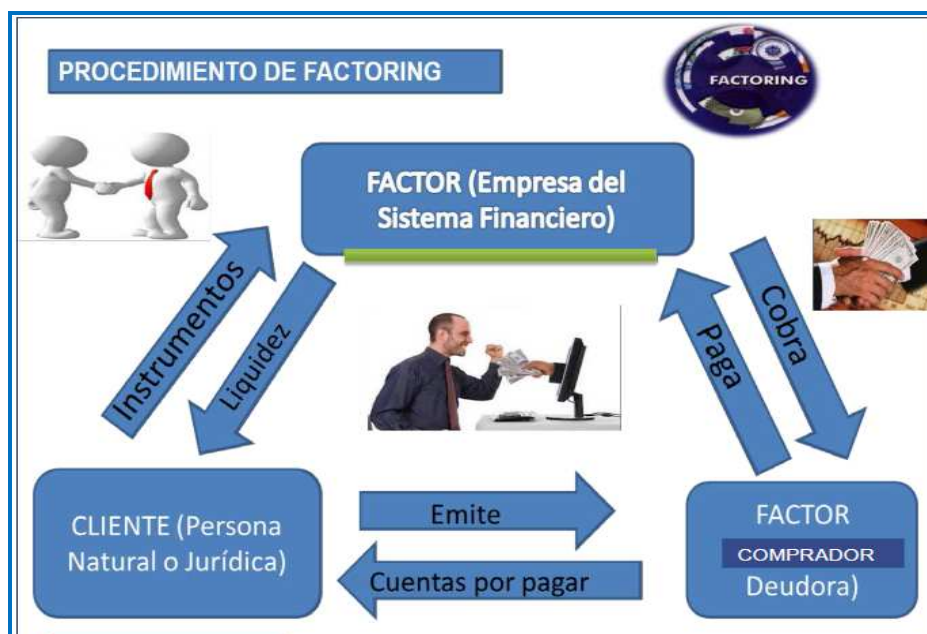 PROCEDIMIENTO DE FACTORING
FACTORING
FACTOR (Empresa del
Sistema Financiero)
Instrumentos
Liquidez
Paga
Cobra
CLIENTE (Persona
Natural o Jurídica)
Emite
Cuentas por pagar
FACTOR
COMPRADOR
Deudora)